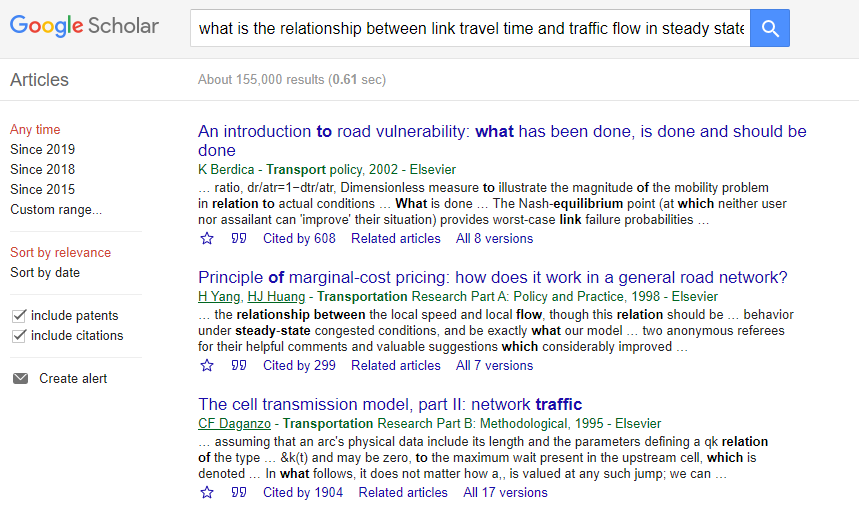 Google Scholar
what is the relationship between link travel time and traffic flow in steady state
Articles
About 155,000 results (0.61 sec)
Any time
Since 2019
Since 2018
Since 2015
Custom range...
Sort by relevance
Sort by date
include patents
include citations
Create alert
An introduction to road vulnerability: what has been done, is done and should be
done
K Berdica - Transport policy, 2002 - Elsevier
… ratio, dr/atr=1−dtr/atr, Dimensionless measure to illustrate the magnitude of the mobility problem
in relation to actual conditions … What is done … The Nash-equilibrium point (at which neither user
nor assailant can 'improve' their situation) provides worst-case link failure probabilities …
Cited by 608 Related articles All 8 versions
Principle of marginal-cost pricing: how does it work in a general road network?
H Yang, HJ Huang - Transportation Research Part A: Policy and Practice, 1998 - Elsevier
… the relationship between the local speed and local flow, though this relation should be … behavior
under steady-state congested conditions, and be exactly what our model … two anonymous referees
for their helpful comments and valuable suggestions which considerably improved …
Cited by 299 Related articles All 7 versions
The cell transmission model, part II: network traffic
CF Daganzo - Transportation Research Part B: Methodological, 1995 - Elsevier
… assuming that an arc's physical data include its length and the parameters defining a qk relation
of the type … &k(t) and may be zero, to the maximum wait present in the upstream cell, which is
denoted … In what follows, it does not matter how a,, is valued at any such jump; we can …
Cited by 1904 Related articles All 17 versions